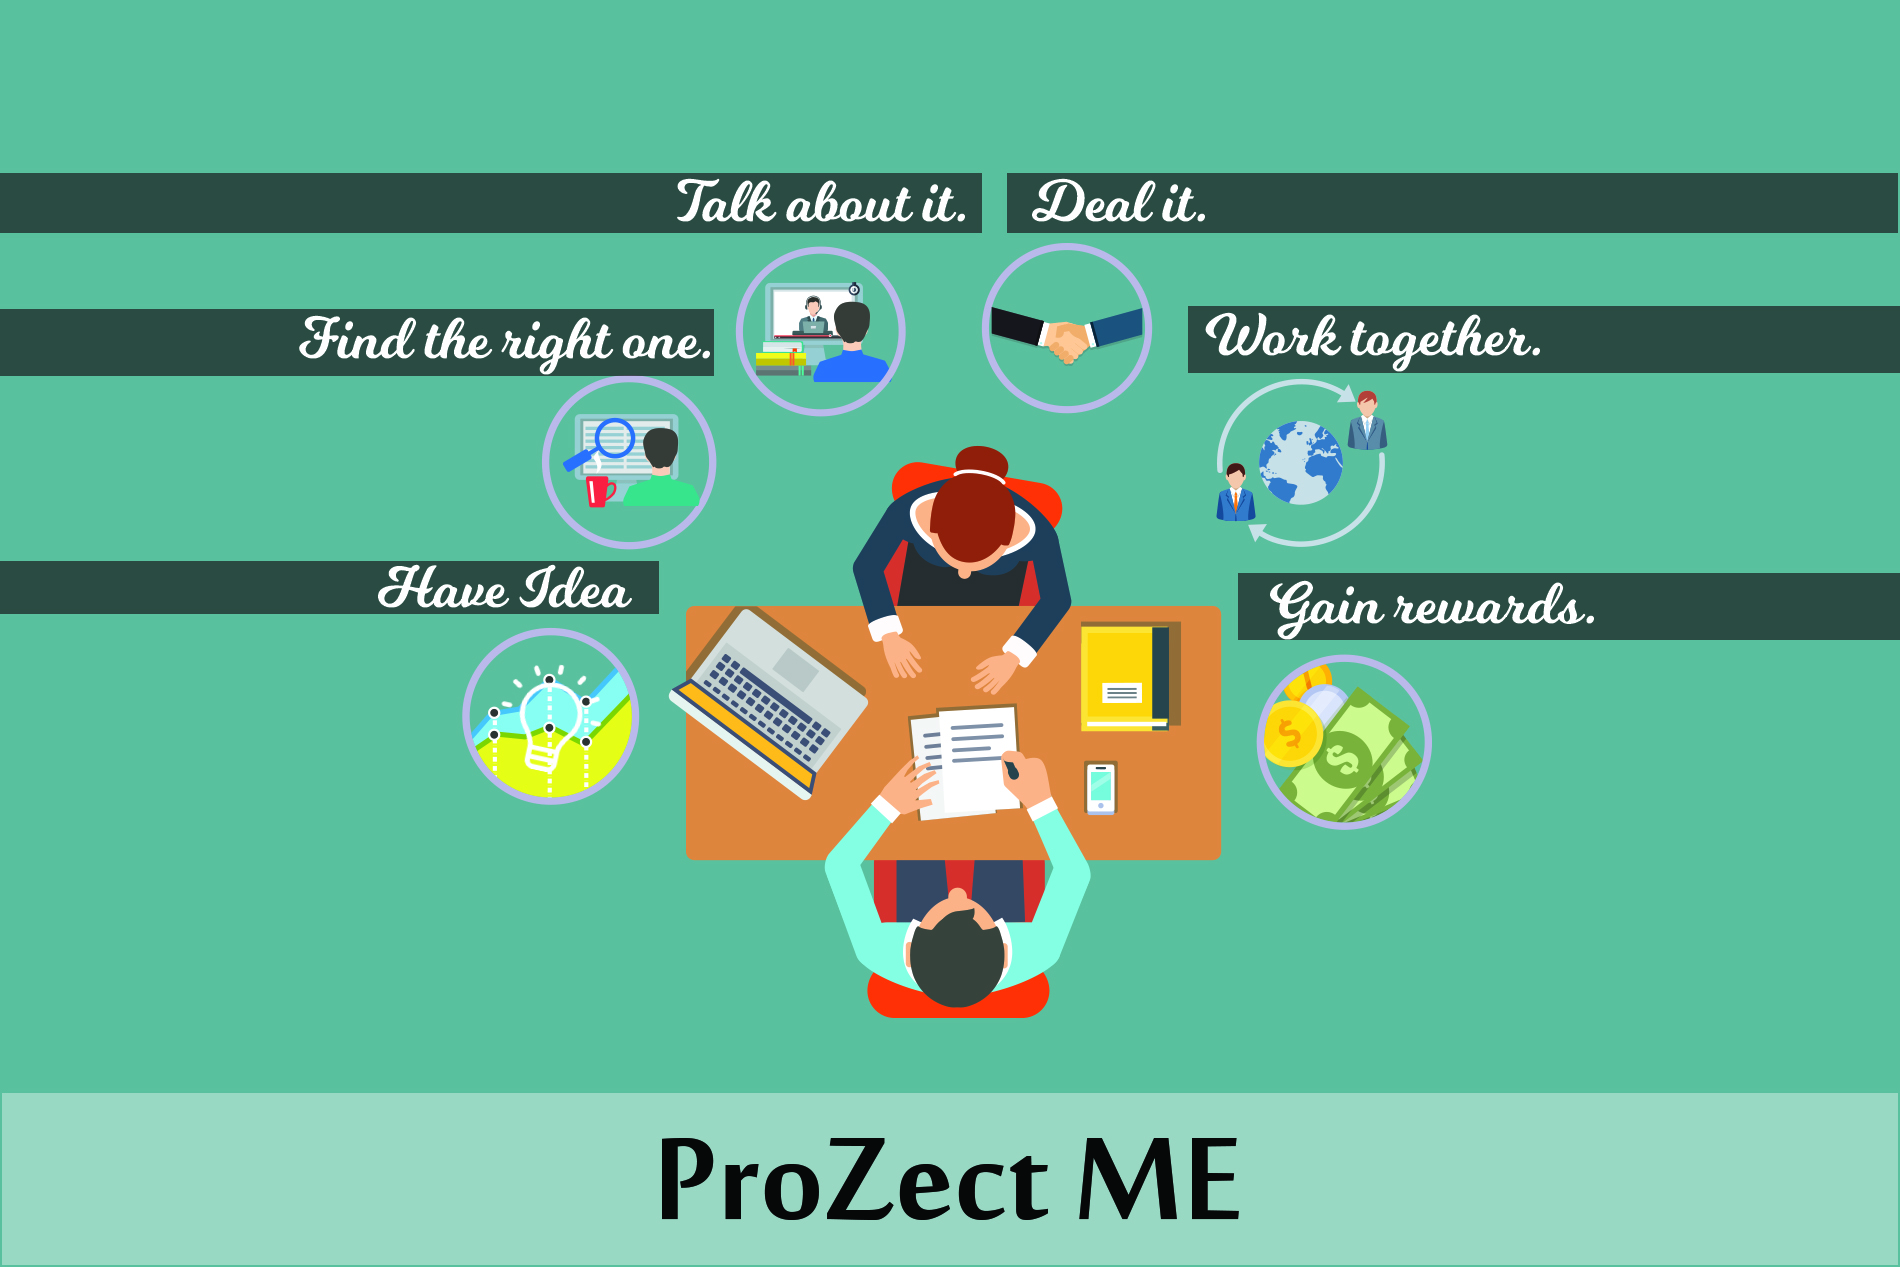 Talk about it.
Deal it.
Find the right one.
Work together.
Have Idea
Gain rewards.
$
$
ProZect ME